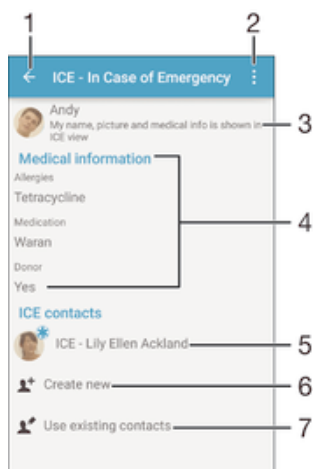 1
2
ICE - In Case of Emergency
Andy
My name, picture and medical info is shown in
ICE view
3
Medical information
Allergies
Tetracycline
Medication
Waran
Donor
Yes
4
ICE contacts
ICE - Lily Ellen Ackland
5
Create new
6
Use existing contacts
7